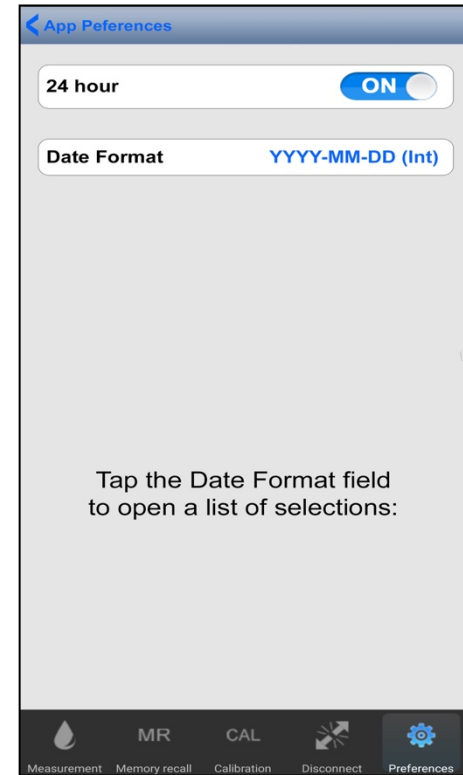 App Peferences
24 hour ON
Date Format YYYY-MM-DD (Int)
Tap the Date Format field
to open a list of selections:
MR CAL
Measurement Memory recall Calibration Disconnect Preferences